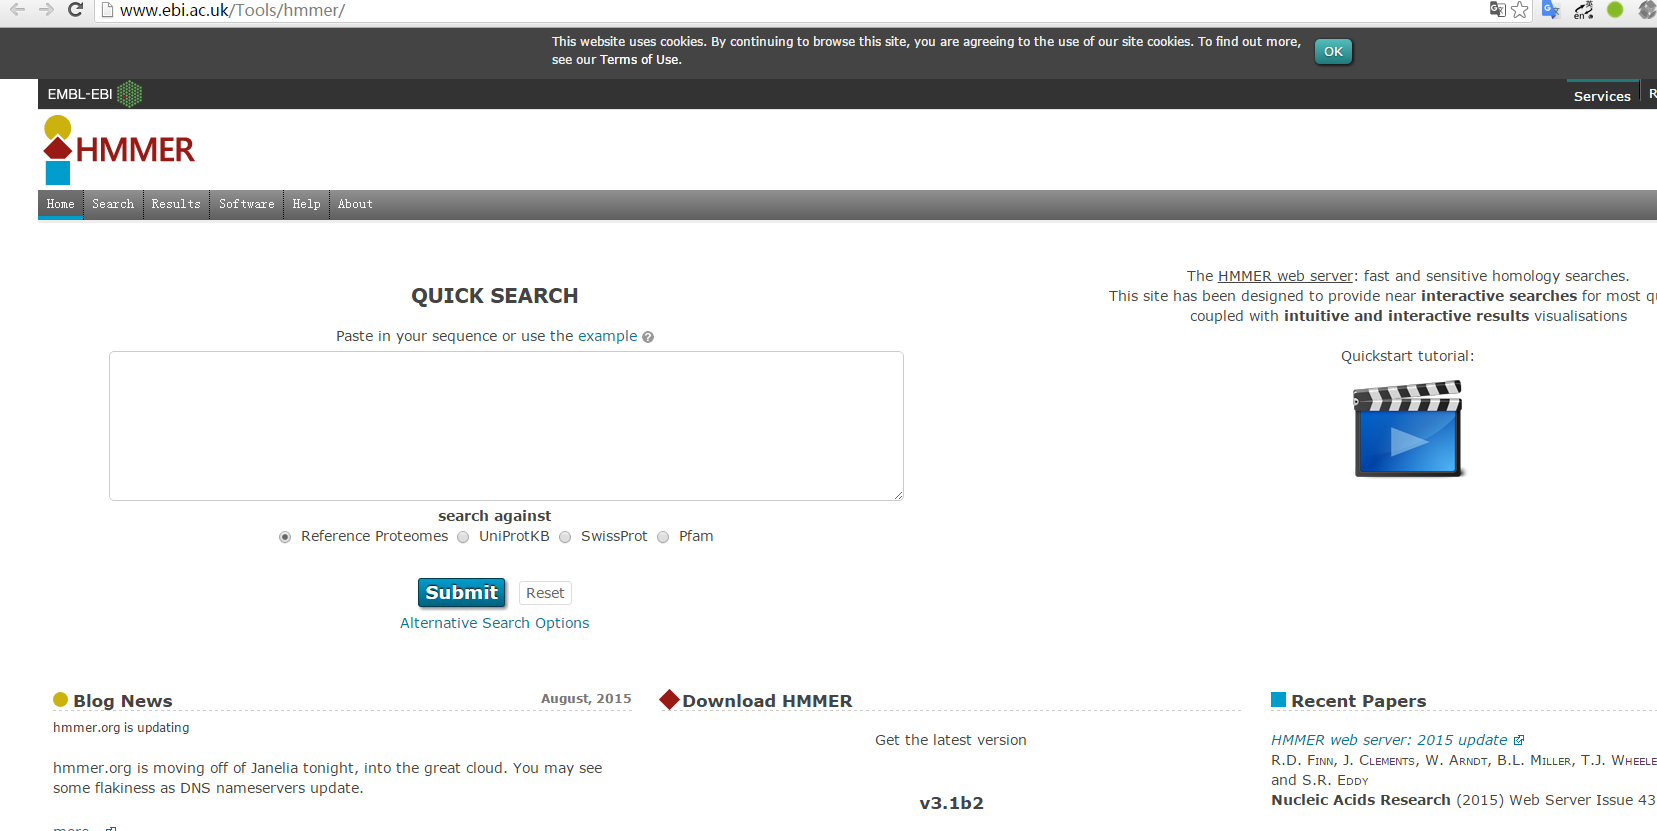 www.ebi.ac.uk/Tools/hmmer/
This website uses cookies. By continuing to browse this site, you are agreeing to the use of our site cookies. To find out more,
see our Terms of Use.
OK
EMBL-EBI
Services
R
HMMER
Home Search Results Software Help About
QUICK SEARCH
Paste in your sequence or use the example ?
search against
Reference Proteomes UniProtKB SwissProt Pfam
Submit Reset
Alternative Search Options
The HMMER web server: fast and sensitive homology searches.
This site has been designed to provide near interactive searches for most
coupled with intuitive and interactive results visualisations
Quickstart tutorial:
Blog News August, 2015
hmmer.org is updating
hmmer.org is moving off of Janelia tonight, into the great cloud. You may see
some flakiness as DNS nameservers update.
Download HMMER
Get the latest version
v3.1b2
Recent Papers
HMMER web server: 2015 update
R.D. Finn, J. Clements, W. Arndt, B.L. Miller, T.J. Wheele
and S.R. Eddy
Nucleic Acids Research (2015) Web Server Issue 43